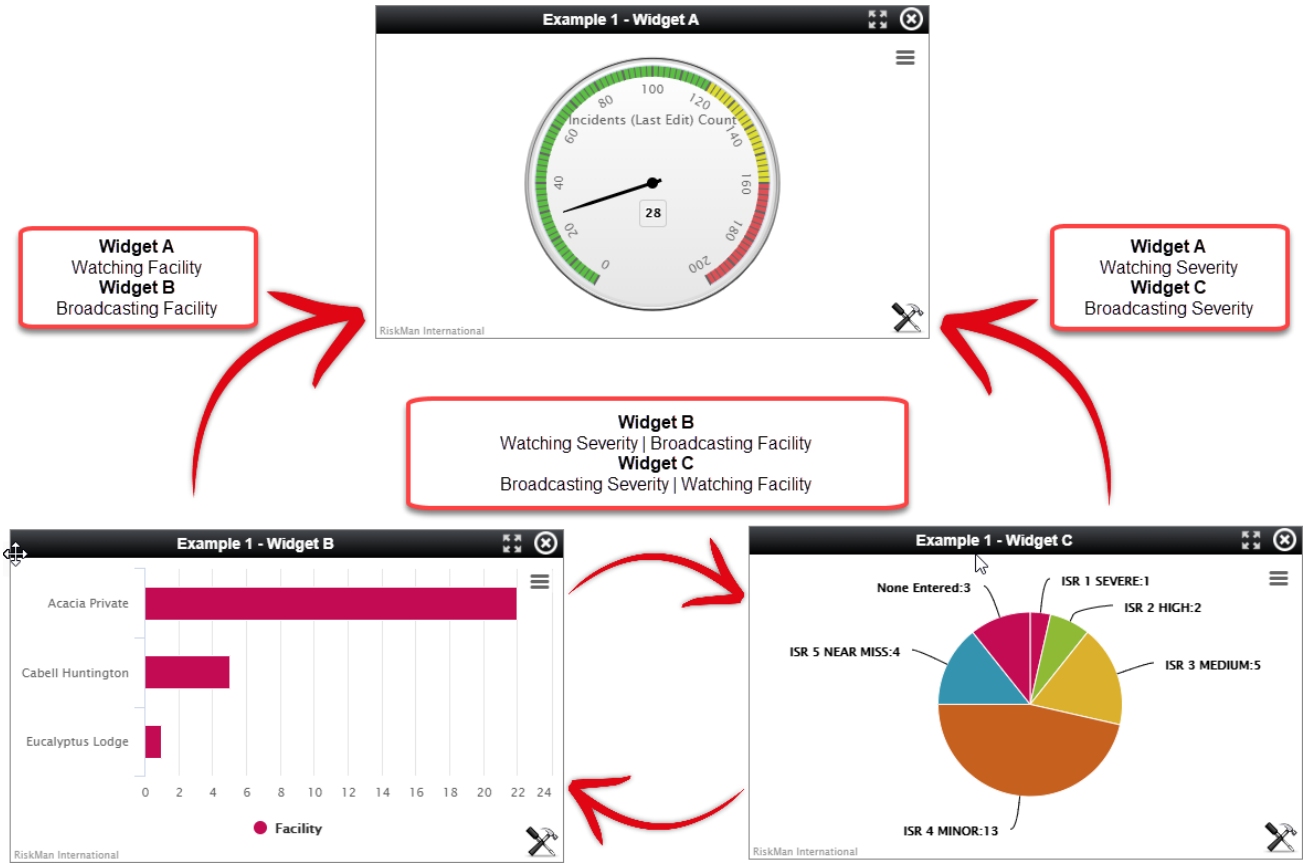 Example 1 - Widget A
100
80
120
Incidents (Last Edit) Count
60
140
40
160
28
20
180
0
200
RiskMan International
Widget A
Watching Facility
Widget B
Broadcasting Facility
Widget A
Watching Severity
Widget C
Broadcasting Severity
Widget B
Watching Severity | Broadcasting Facility
Widget C
Broadcasting Severity | Watching Facility
Example 1 - Widget B
Acacia Private
Cabell Huntington
Eucalyptus Lodge
0 2 4 6 8 10 12 14 16 18 20 22 24
Facility
RiskMan International
Example 1 - Widget C
None Entered:3
ISR 1 SEVERE:1
ISR 2 HIGH:2
ISR 5 NEAR MISS:4
ISR 3 MEDIUM:5
ISR 4 MINOR:13
RiskMan International